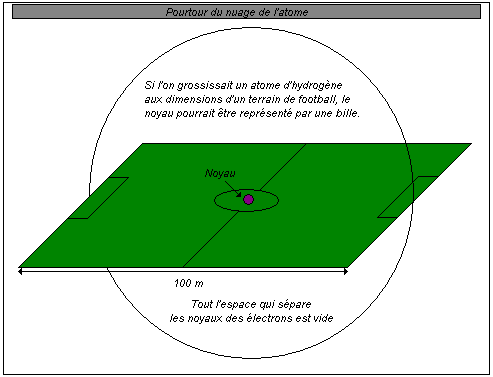 Pourtour du nuage de l'atome
Si l'on grossissait un atome d'hydrogène
aux dimensions d'un terrain de football, le
noyau pourrait être représenté par une bille.
Noyau
100 m
Tout l'espace qui sépare
les noyaux des électrons est vide